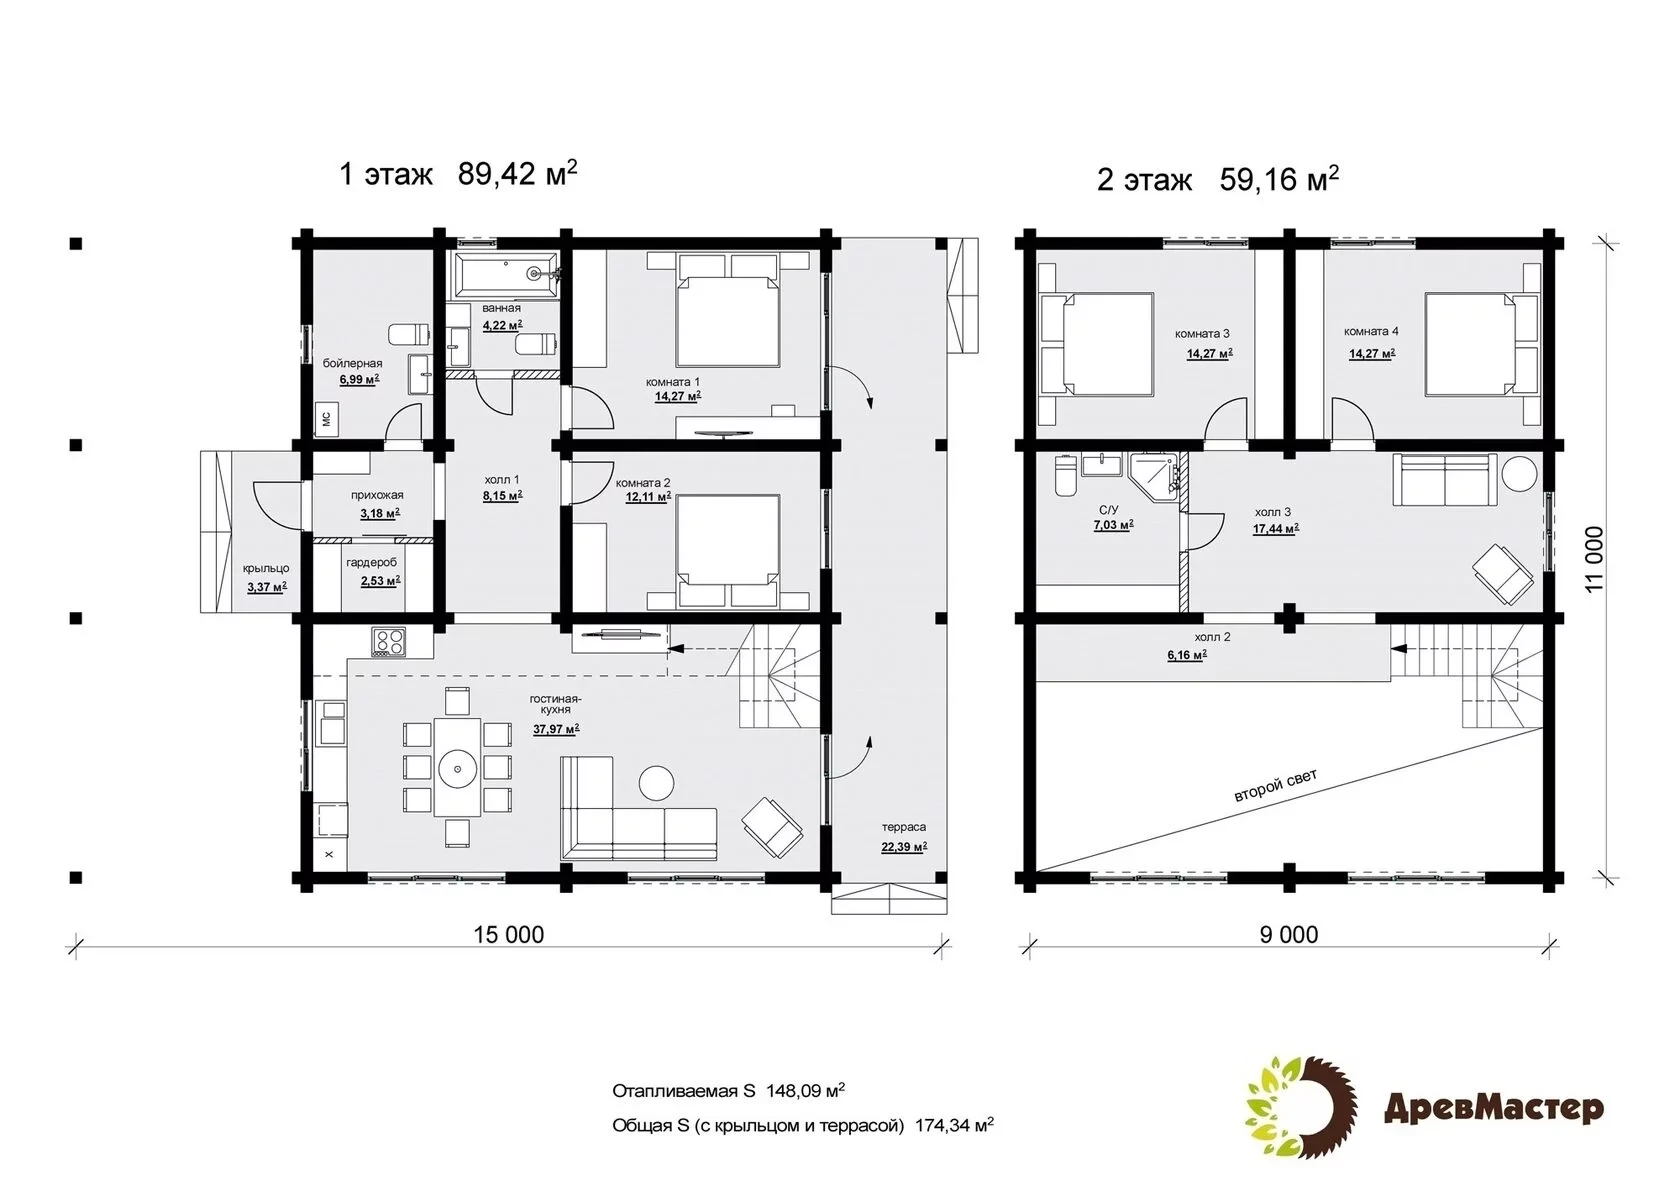 1 этаж 89,42 м²
2 этаж 59,16 м²
бойлерная
6,99 м²
МС
ванная
4,22 м²
комната 1
14,27 м²
прихожая
3,18 м²
гардероб
2,53 м²
крыльцо
3,37 м²
холл 1
8,15 м²
комната 2
12,11 м²
гостиная-
кухня
37,97 м²
X
терраса
22,39 м²
15 000
комната 3
14,27 м²
комната 4
14,27 м²
С/У
7,03 м²
холл 3
17,44 м²
холл 2
6,16 м²
второй свет
11 000
9 000
Отапливаемая S 148,09 м²
Общая S (с крыльцом и террасой) 174,34 м²
ДревМастер